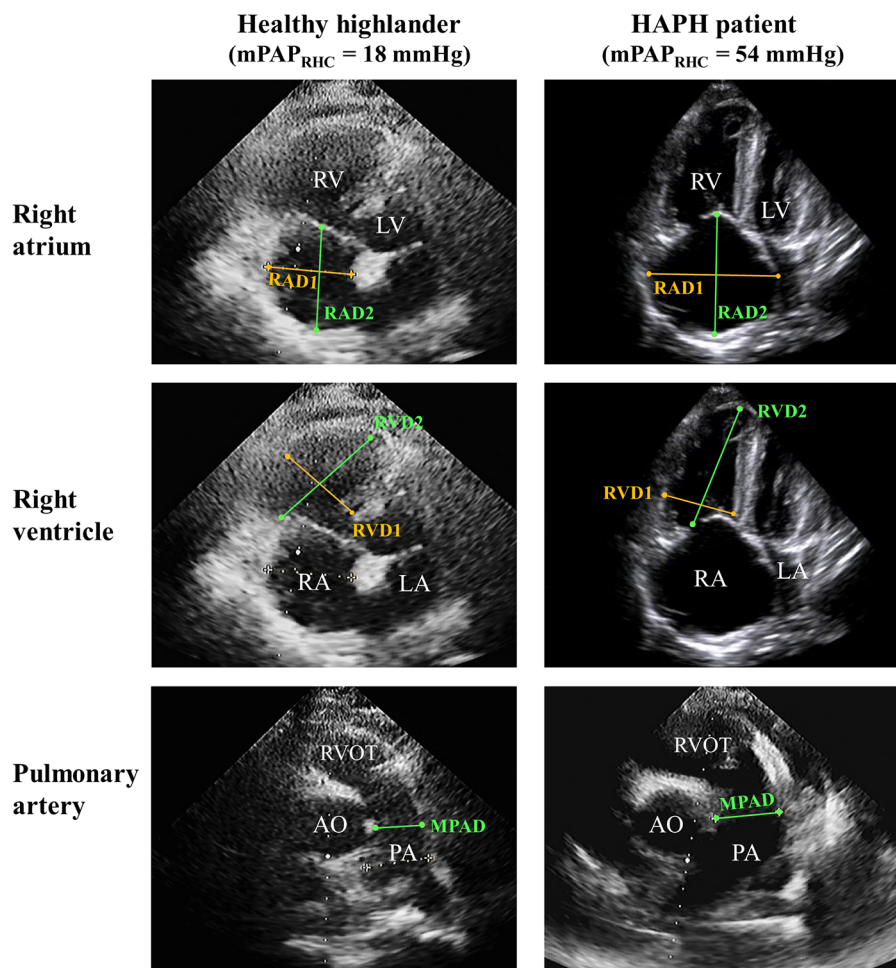 Healthy highlander
(mPAPRHC = 18 mmHg)
HAPH patient
(mPAPRHC = 54 mmHg)
Right
atrium
RV
LV
RAD1
RAD2
RV
LV
RAD1
RAD2
Right
ventricle
RVD2
RVD1
RA
LA
RVD2
RVD1
RA
LA
Pulmonary
artery
RVOT
AO
MPAD
PA
RVOT
MPAD
AO
PA